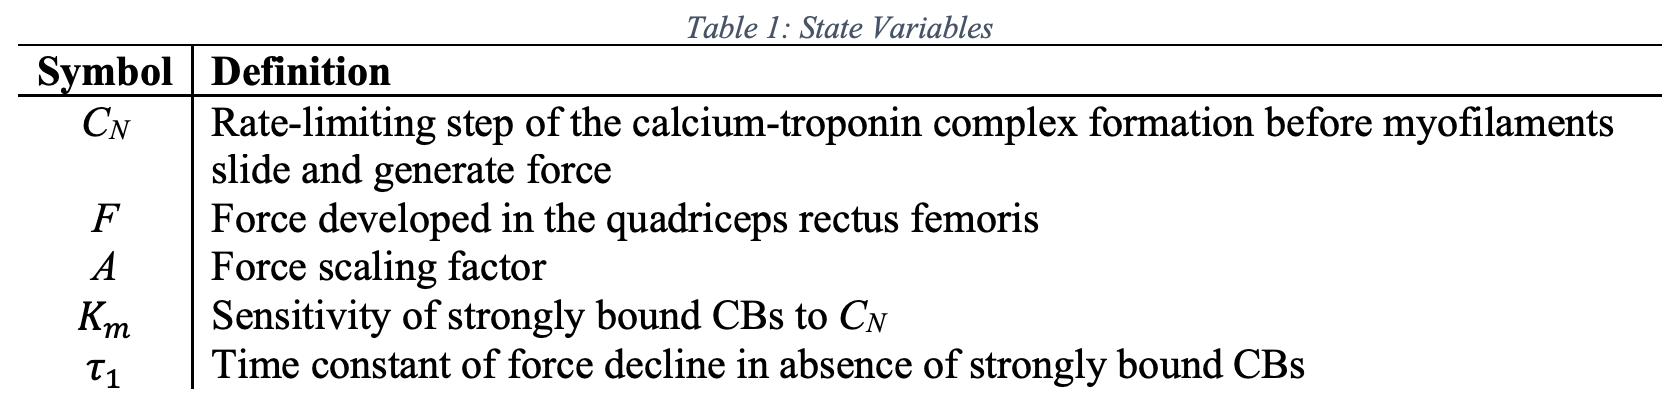 Table 1: State Variables
Symbol Definition
C_N Rate-limiting step of the calcium-troponin complex formation before myofilaments
slide and generate force
F Force developed in the quadriceps rectus femoris
A Force scaling factor
K_m Sensitivity of strongly bound CBs to C_N
τ_1 Time constant of force decline in absence of strongly bound CBs